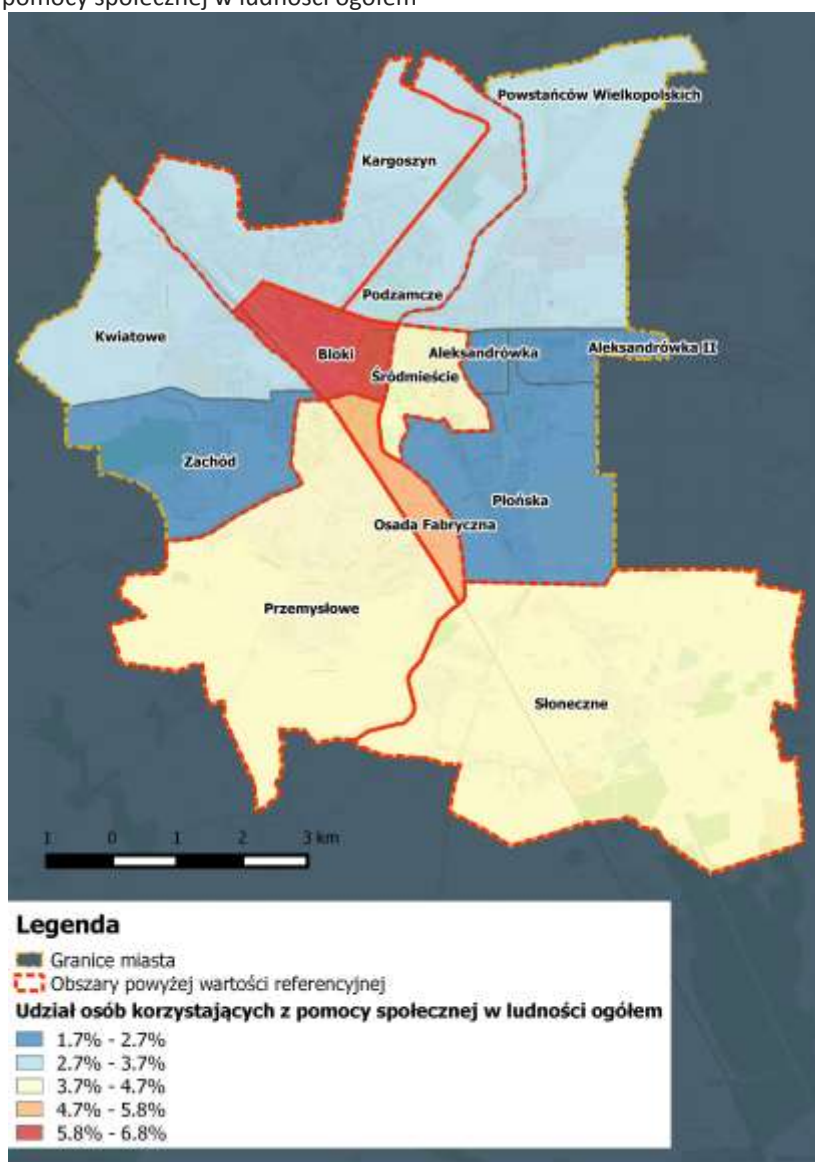 pomocy społecznej w ludności ogółem
Powstańców Wielkopolskich
Kargoszyn
Podzamcze
Kwiatowe
Bloki
Aleksandrówka
Aleksandrówka II
Śródmieście
Zachód
Płońska
Osada Fabryczna
Przemysłowe
Słoneczne
1 0 1 2 3 km
Legenda
Granice miasta
Obszary powyżej wartości referencyjnej
Udział osób korzystających z pomocy społecznej w ludności ogółem
1.7% - 2.7%
2.7% - 3.7%
3.7% - 4.7%
4.7% - 5.8%
5.8% - 6.8%